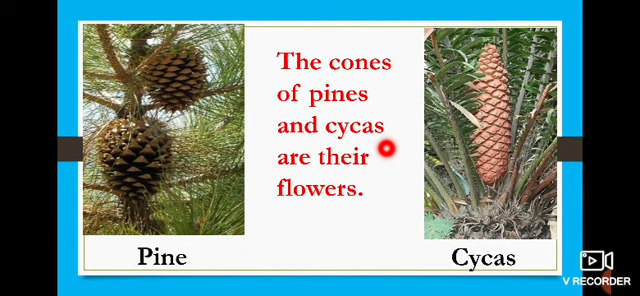 The cones
of pines
and cycas
are their
flowers.
Pine
Cycas
V RECORDER